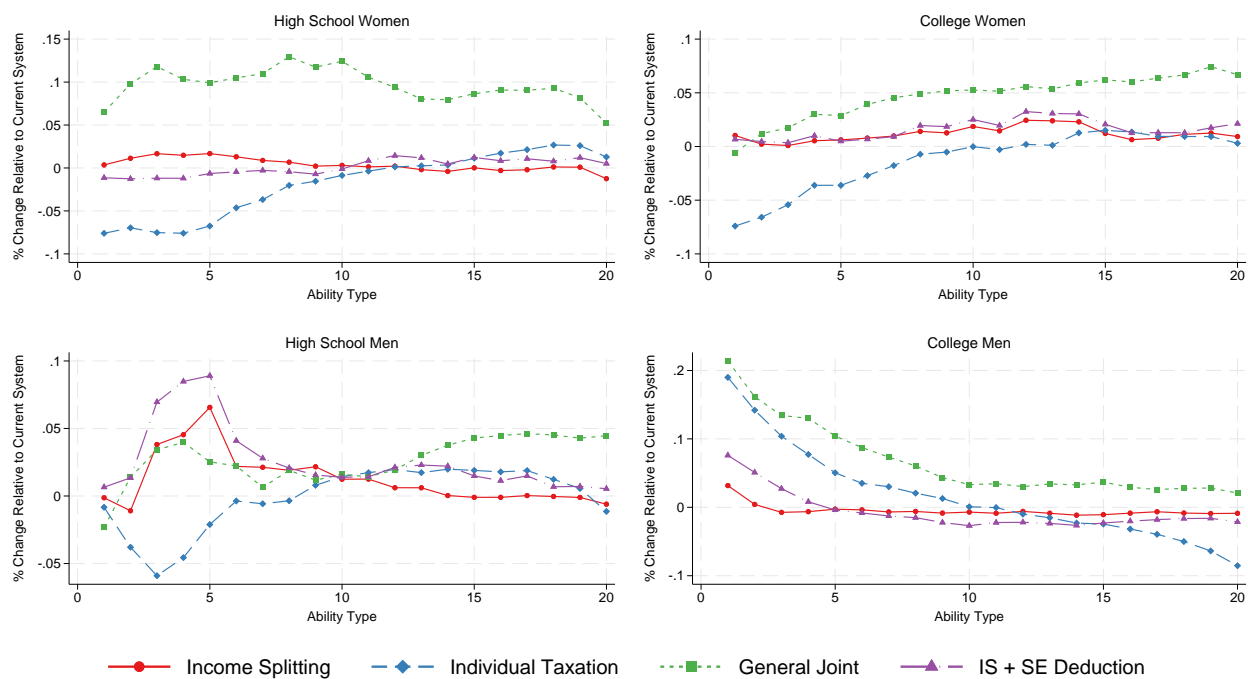 High School Women
% Change Relative to Current System
.15
.1
.05
0
-.05
-.1
0 5 10 15 20
Ability Type
College Women
% Change Relative to Current System
.1
.05
0
-.05
-.1
0 5 10 15 20
Ability Type
High School Men
% Change Relative to Current System
.1
.05
0
-.05
0 5 10 15 20
Ability Type
College Men
% Change Relative to Current System
.2
.1
0
-.1
0 5 10 15 20
Ability Type
Income Splitting Individual Taxation General Joint IS + SE Deduction